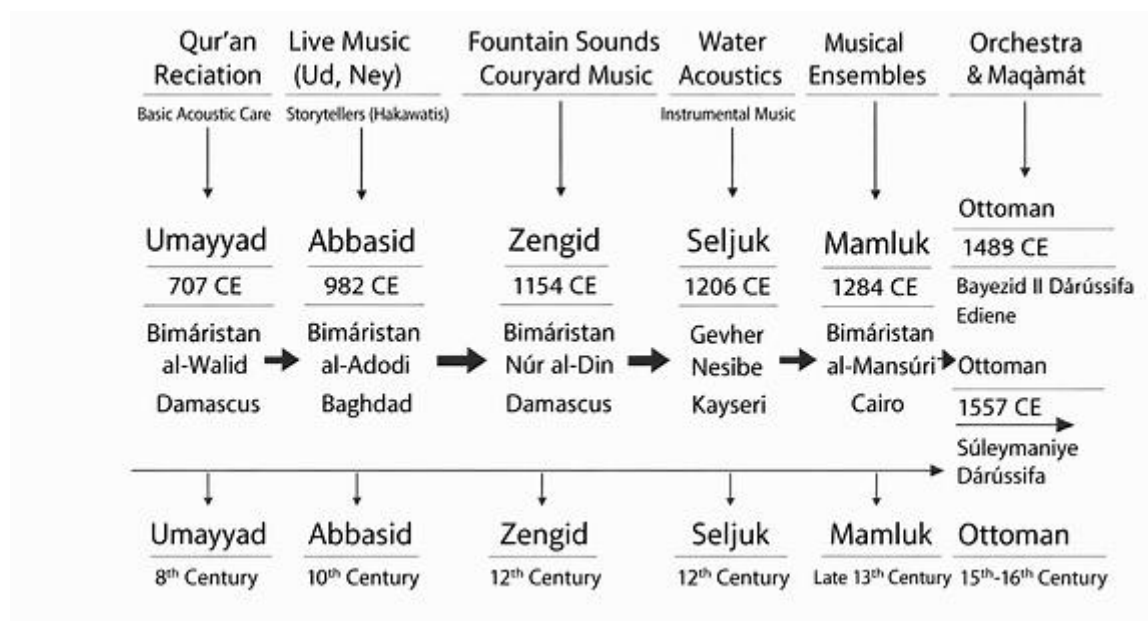 Qur'an
Reciation
Basic Acoustic Care
Live Music
(Ud, Ney)
Storytellers (Hakawatis)
Fountain Sounds
Couryard Music
Water
Acoustics
Instrumental Music
Musical
Ensembles
Orchestra
& Maqàmát
Umayyad
707 CE
Bimáristan
al-Walid
Damascus
Abbasid
982 CE
Bimáristan
al-Adodi
Baghdad
Zengid
1154 CE
Bimáristan
Núr al-Din
Damascus
Seljuk
1206 CE
Gevher
Nesibe
Kayseri
Mamluk
1284 CE
Bimáristan
al-Mansúri
Cairo
Ottoman
CE
Bayezid II Dárússifa
Ediene
Ottoman
1557 CE
Súleymaniye
Dárússifa
Umayyad
8th Century
Abbasid
10th Century
Zengid
12th Century
Seljuk
12th Century
Mamluk
Late 13th Century
Ottoman
15th-16th Century